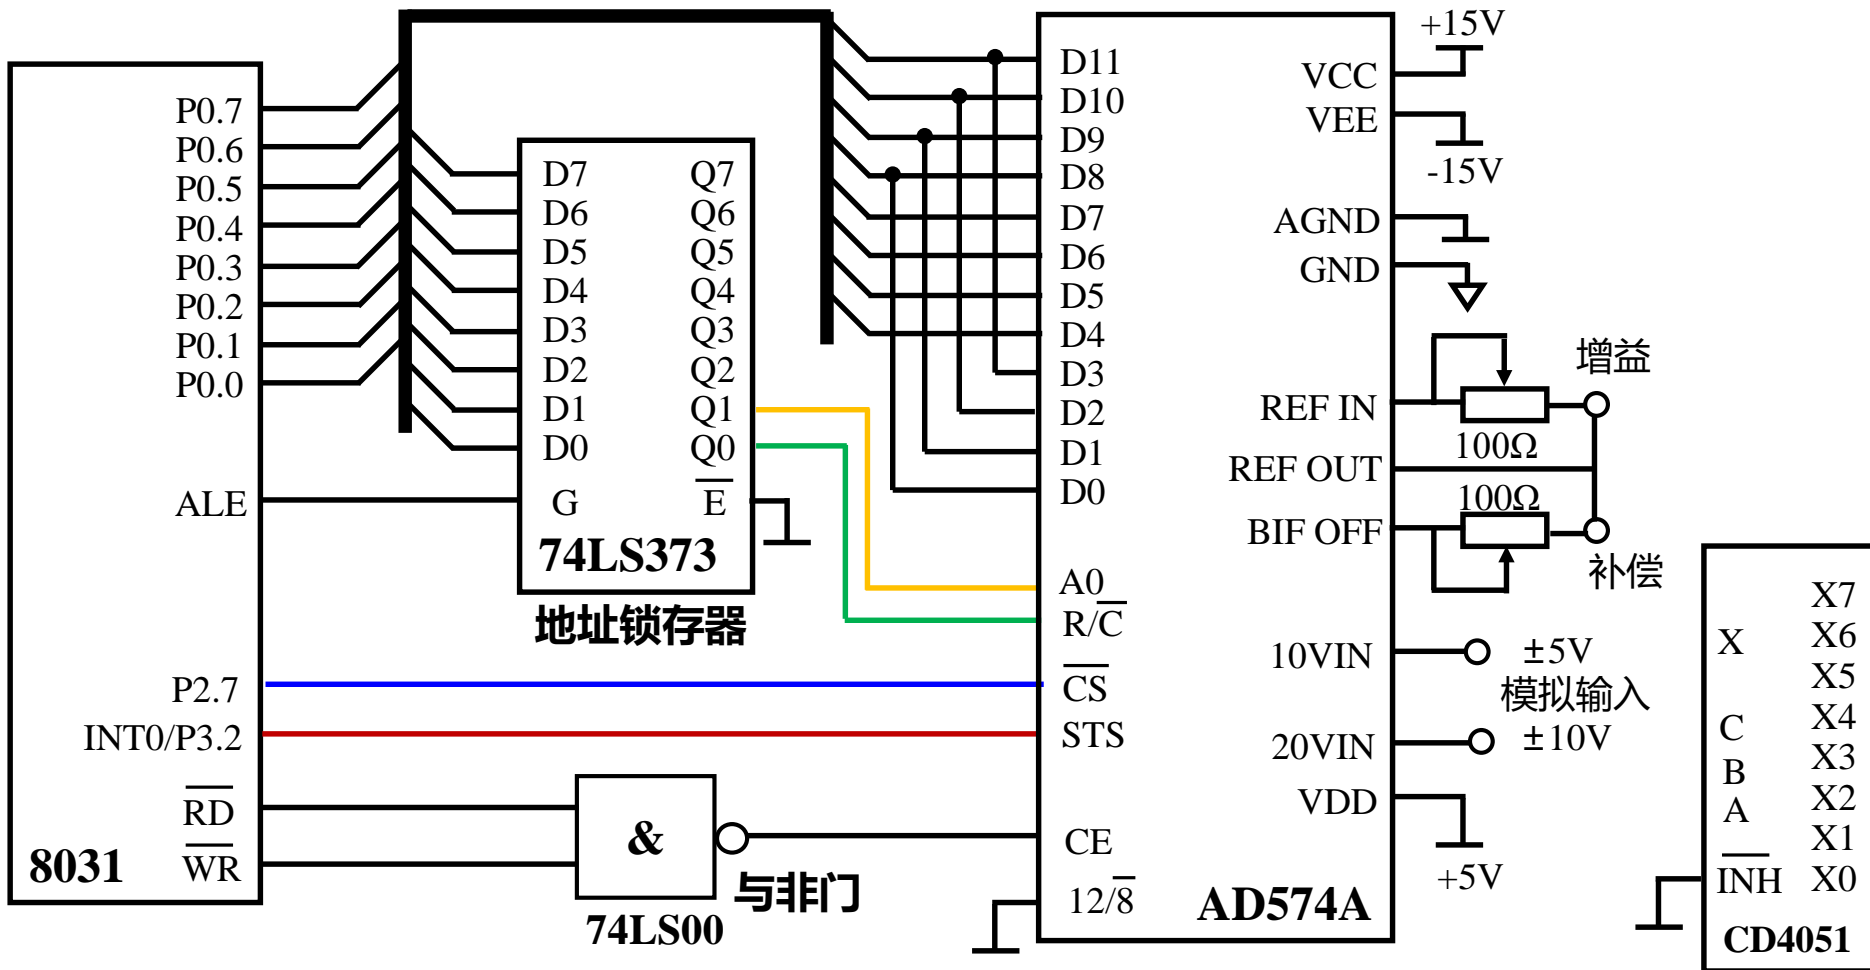 P0.7
P0.6
P0.5
P0.4
P0.3
P0.2
P0.1
P0.0
ALE
P2.7
INT0/P3.2
R̅D̅
W̅R̅
8031
D7 Q7
D6 Q6
D5 Q5
D4 Q4
D3 Q3
D2 Q2
D1 Q1
D0 Q0
G E̅
74LS373
地址锁存器
&
与非门
74LS00
D11
D10
D9
D8
D7
D6
D5
D4
D3
D2
D1
D0
A0
R/C̅
C̅S̅
STS
CE
12/8̅
VCC
VEE
AGND
GND
REF IN
REF OUT
BIF OFF
10VIN
20VIN
VDD
AD574A
+15V
-15V
增益
100Ω
100Ω
补偿
±5V
模拟输入
±10V
+5V
X
C
B
A
I̅N̅H̅
X7
X6
X5
X4
X3
X2
X1
X0
CD4051